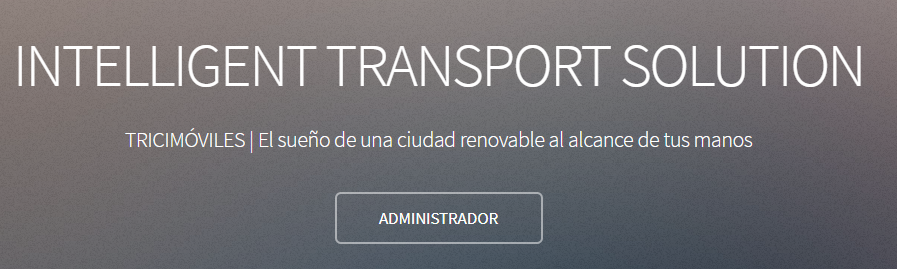 INTELLIGENT TRANSPORT SOLUTION
TRICIMÓVILES | El sueño de una ciudad renovable al alcance de tus manos
ADMINISTRADOR